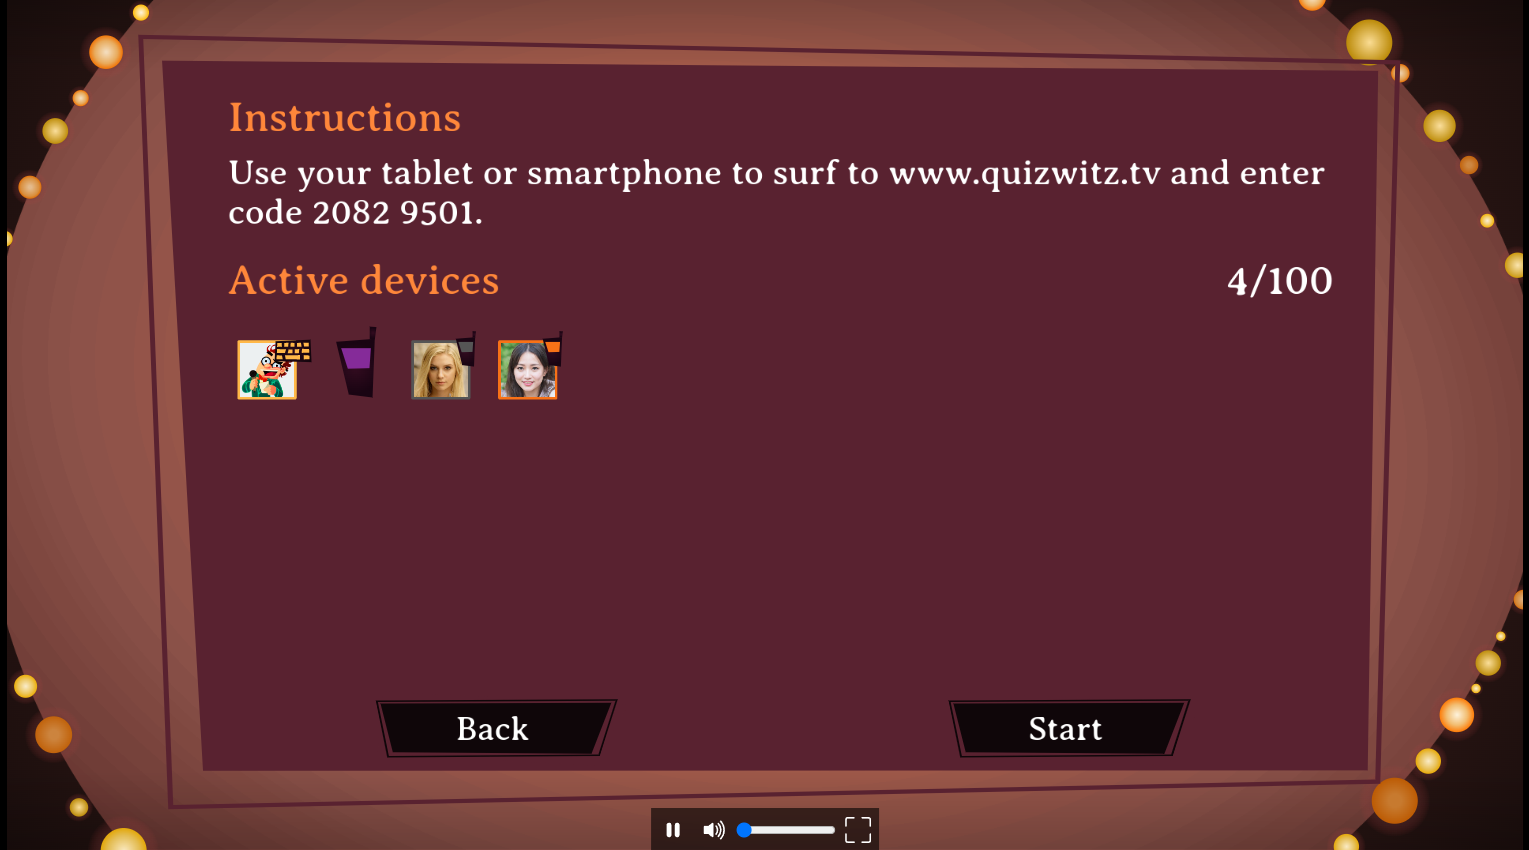 Instructions
Use your tablet or smartphone to surf to www.quizwitz.tv and enter
code 2082 9501.
Active devices 4/100
Back Start